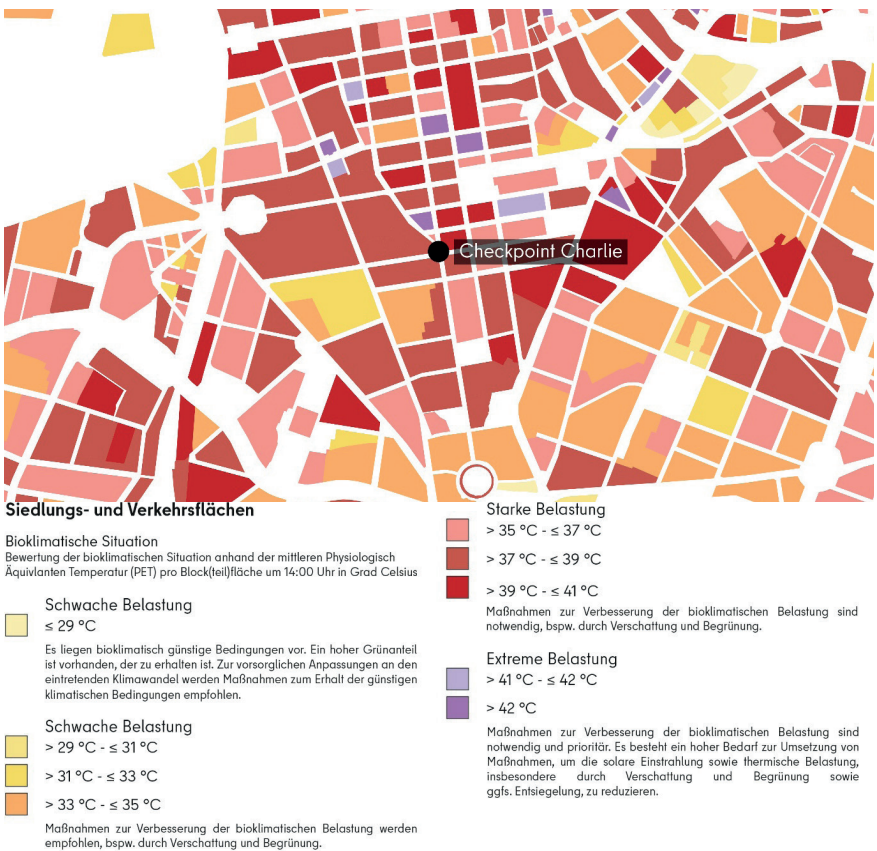 Checkpoint Charlie
Siedlungs- und Verkehrsflächen
Bioklimatische Situation
Bewertung der bioklimatischen Situation anhand der mittleren Physiologisch
Äquivlanten Temperatur (PET) pro Block(teil)fläche um 14:00 Uhr in Grad Celsius
Schwache Belastung
≤ 29 °C
Es liegen bioklimatisch günstige Bedingungen vor. Ein hoher Grünanteil
ist vorhanden, der zu erhalten ist. Zur vorsorglichen Anpassungen an den
eintretenden Klimawandel werden Maßnahmen zum Erhalt der günstigen
klimatischen Bedingungen empfohlen.
Schwache Belastung
> 29 °C - ≤ 31 °C
> 31 °C - ≤ 33 °C
> 33 °C - ≤ 35 °C
Maßnahmen zur Verbesserung der bioklimatischen Belastung werden
empfohlen, bspw. durch Verschattung und Begrünung.
Starke Belastung
> 35 °C - ≤ 37 °C
> 37 °C - ≤ 39 °C
> 39 °C - ≤ 41 °C
Maßnahmen zur Verbesserung der bioklimatischen Belastung sind
notwendig, bspw. durch Verschattung und Begrünung.
Extreme Belastung
> 41 °C - ≤ 42 °C
> 42 °C
Maßnahmen zur Verbesserung der bioklimatischen Belastung sind
notwendig und prioritär. Es besteht ein hoher Bedarf zur Umsetzung von
Maßnahmen, um die solare Einstrahlung sowie thermische Belastung,
insbesondere durch Verschattung und Begrünung sowie
ggfs. Entsiegelung, zu reduzieren.